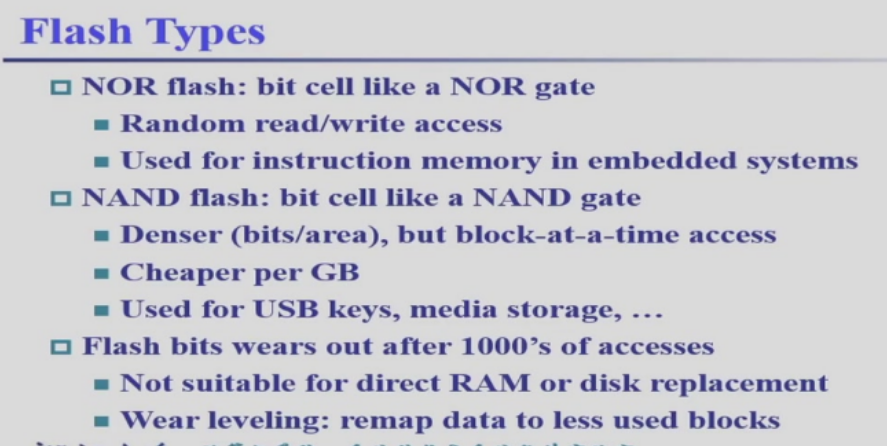 Flash Types
NOR flash: bit cell like a NOR gate
Random read/write access
Used for instruction memory in embedded systems
NAND flash: bit cell like a NAND gate
Denser (bits/area), but block-at-a-time access
Cheaper per GB
Used for USB keys, media storage, …
Flash bits wears out after 1000's of accesses
Not suitable for direct RAM or disk replacement
Wear leveling: remap data to less used blocks